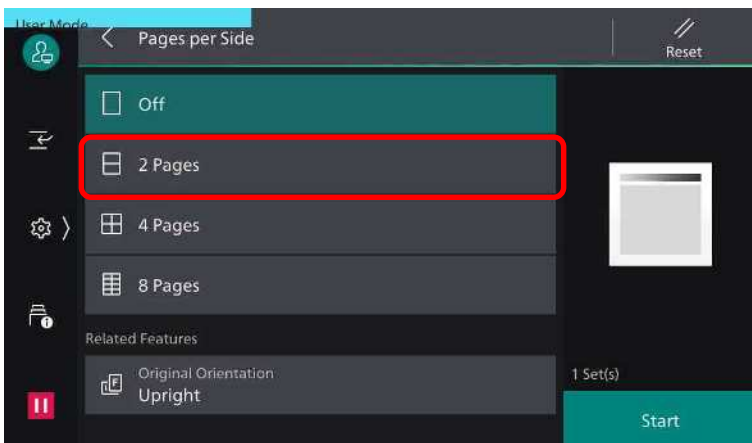 User Mode
Pages per Side
Reset
Off
2 Pages
4 Pages
8 Pages
Related Features
Original Orientation
Upright
1 Set(s)
Start